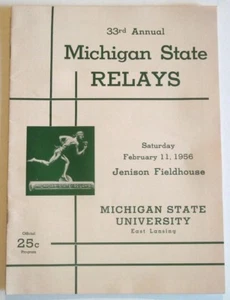 33rd Annual
Michigan State
RELAYS
Saturday
February 11, 1956
Jenison Fieldhouse
MICHIGAN STATE
UNIVERSITY
East Lansing
Official
25c
Program